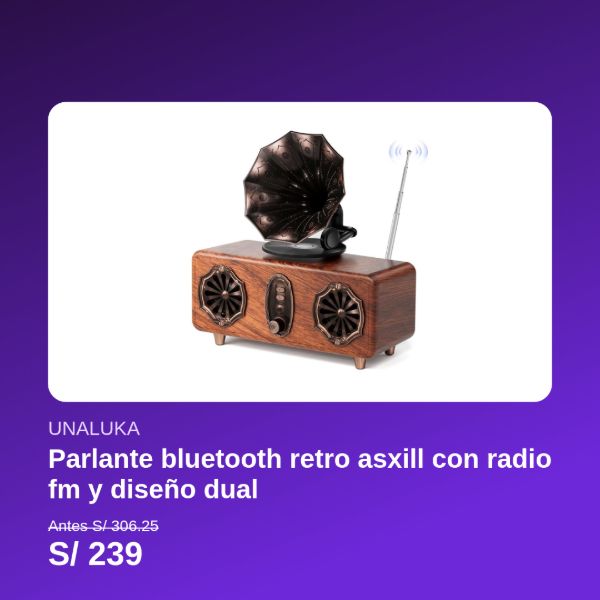 UNALUKA
Parlante bluetooth retro asxill con radio
fm y diseño dual
Antes S/ 306.25
S/ 239